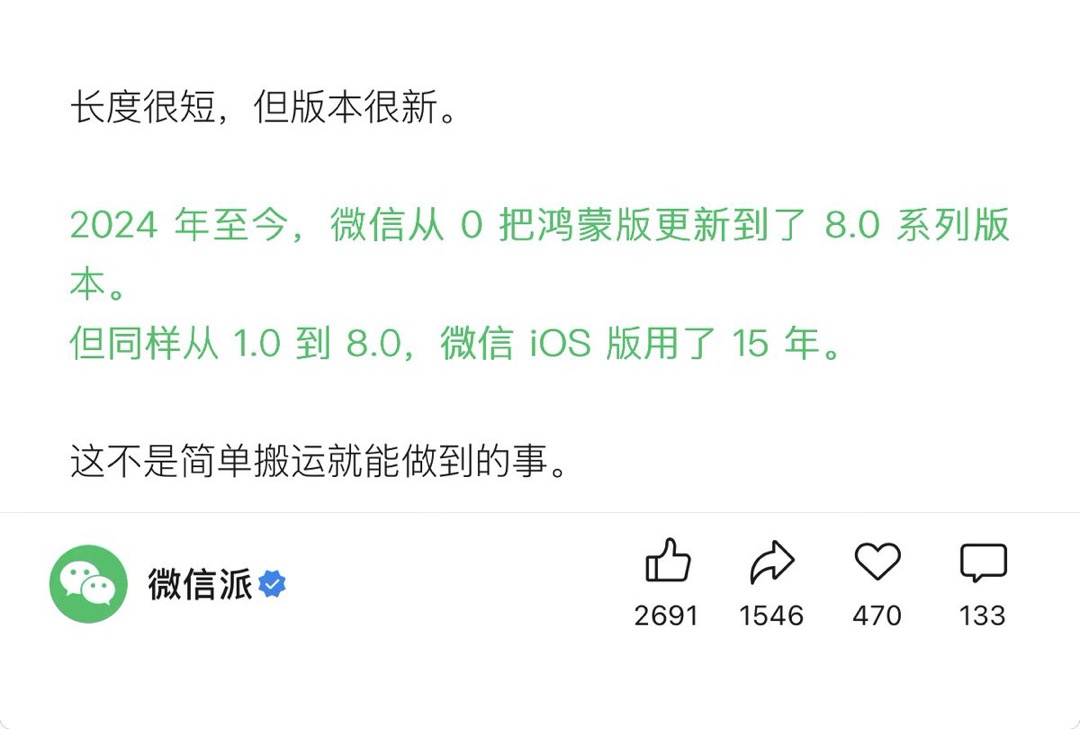 长度很短，但版本很新。
2024 年至今，微信从 0 把鸿蒙版更新到了 8.0 系列版
本。
但同样从 1.0 到 8.0，微信 iOS 版用了 15 年。
这不是简单搬运就能做到的事。
微信派
2691 1546 470 133